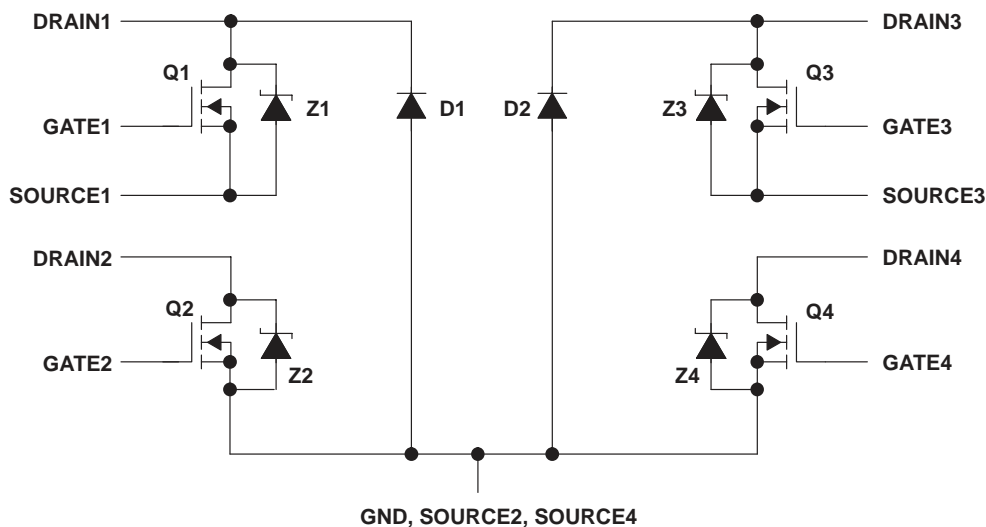 DRAIN1
DRAIN3
Q1
Q3
Z1
D1
D2
Z3
GATE1
GATE3
SOURCE1
SOURCE3
DRAIN2
DRAIN4
Q2
Q4
GATE2
Z2
Z4
GATE4
GND, SOURCE2, SOURCE4